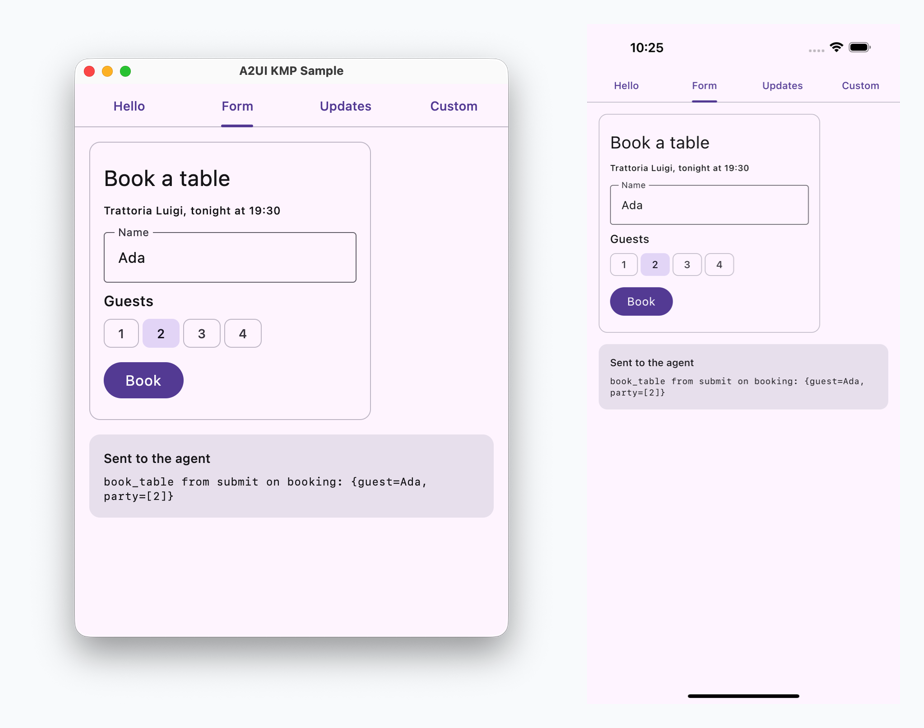 A2UI KMP Sample
Hello Form Updates Custom
Book a table
Trattoria Luigi, tonight at 19:30
Name
Ada
Guests
1 2 3 4
Book
Sent to the agent
book_table from submit on booking: {guest=Ada,
party=[2]}
10:25
Hello Form Updates Custom
Book a table
Trattoria Luigi, tonight at 19:30
Name
Ada
Guests
1 2 3 4
Book
Sent to the agent
book_table from submit on booking: {guest=Ada,
party=[2]}